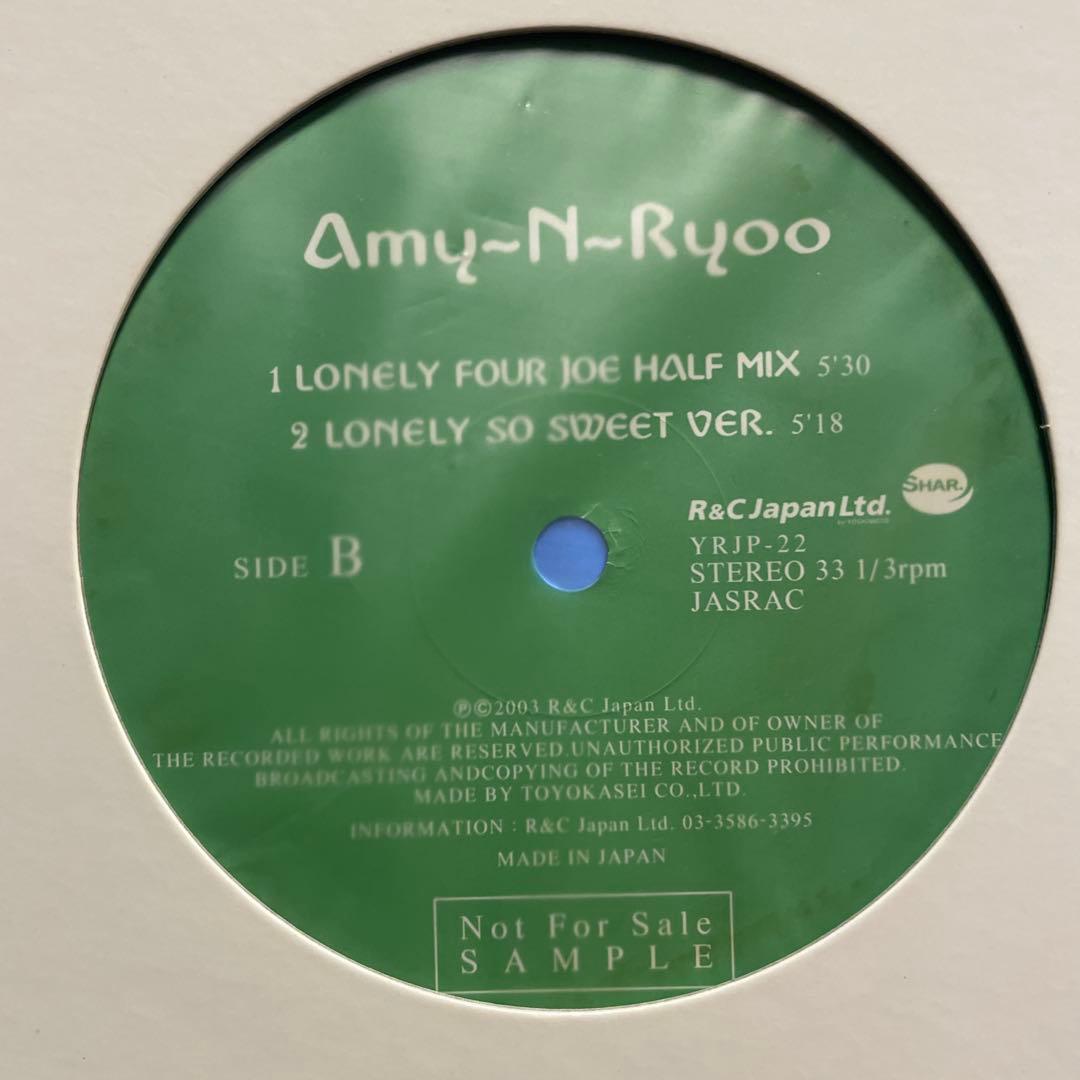 Amy~N~Ryoo
1 LONELY FOUR JOE HALF MIX 5'30
2 LONELY SO SWEET VER. 5'18
SHAR.
R&C Japan Ltd.
by YOSHIMOTO
SIDE B
YRJP-22
STEREO 33 1/3rpm
JASRAC
℗©2003 R&C Japan Ltd.
ALL RIGHTS OF THE MANUFACTURER AND OF OWNER OF
THE RECORDED WORK ARE RESERVED.UNAUTHORIZED PUBLIC PERFORMANCE
BROADCASTING ANDCOPYING OF THE RECORD PROHIBITED.
MADE BY TOYOKASEI CO.,LTD.
INFORMATION : R&C Japan Ltd. 03-3586-3395
MADE IN JAPAN
Not For Sale
SAMPLE